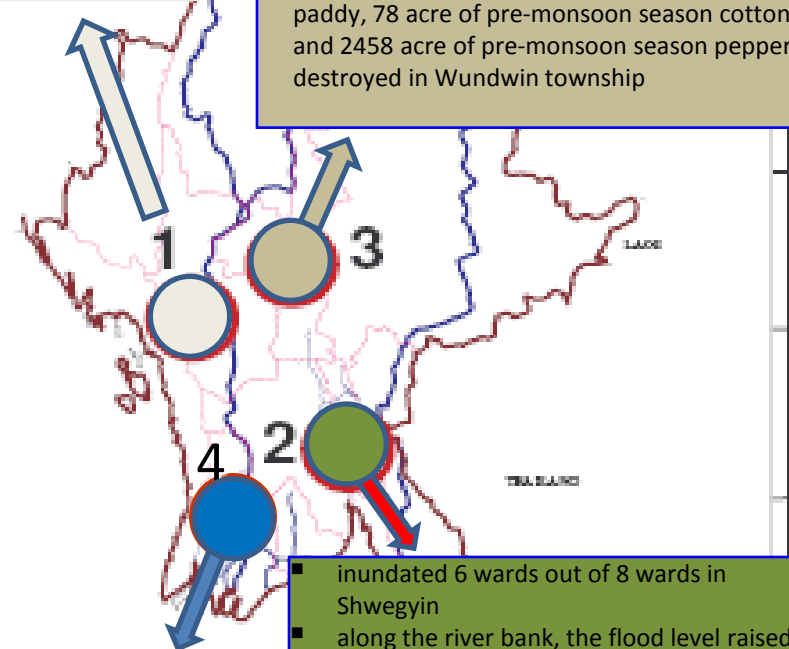 paddy, 78 acre of pre-monsoon season cotton
and 2458 acre of pre-monsoon season pepper
destroyed in Wundwin township
1
3
LAOS
2
4
THAILAND
▪ inundated 6 wards out of 8 wards in
Shwegyin
▪ along the river bank, the flood level raised